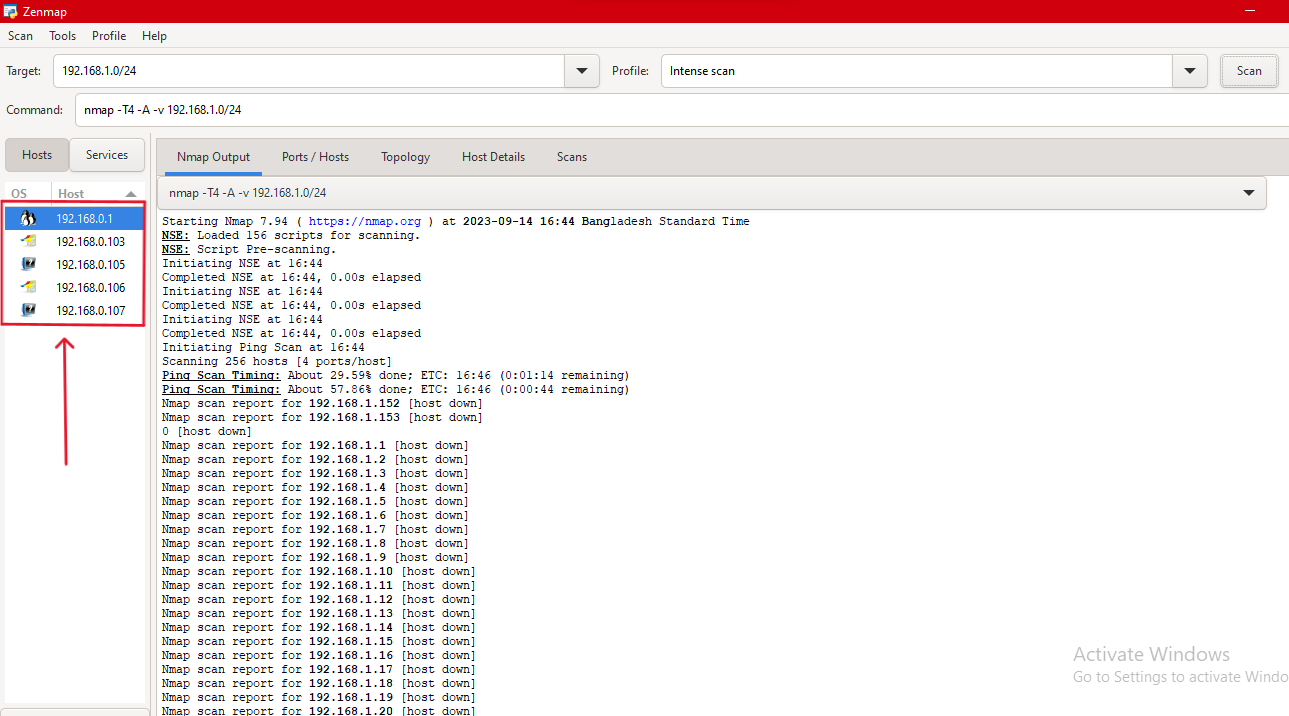 Zenmap
Scan Tools Profile Help
Target: 192.168.1.0/24 Profile: Intense scan Scan
Command: nmap -T4 -A -v 192.168.1.0/24
Hosts Services
OS Host
192.168.0.1
192.168.0.103
192.168.0.105
192.168.0.106
192.168.0.107
Nmap Output Ports / Hosts Topology Host Details Scans
nmap -T4 -A -v 192.168.1.0/24
Starting Nmap 7.94 ( https://nmap.org ) at 2023-09-14 16:44 Bangladesh Standard Time
NSE: Loaded 156 scripts for scanning.
NSE: Script Pre-scanning.
Initiating NSE at 16:44
Completed NSE at 16:44, 0.00s elapsed
Initiating NSE at 16:44
Completed NSE at 16:44, 0.00s elapsed
Initiating NSE at 16:44
Completed NSE at 16:44, 0.00s elapsed
Initiating Ping Scan at 16:44
Scanning 256 hosts [4 ports/host]
Ping Scan Timing: About 29.59% done; ETC: 16:46 (0:01:14 remaining)
Ping Scan Timing: About 57.86% done; ETC: 16:46 (0:00:44 remaining)
Nmap scan report for 192.168.1.152 [host down]
Nmap scan report for 192.168.1.153 [host down]
0 [host down]
Nmap scan report for 192.168.1.1 [host down]
Nmap scan report for 192.168.1.2 [host down]
Nmap scan report for 192.168.1.3 [host down]
Nmap scan report for 192.168.1.4 [host down]
Nmap scan report for 192.168.1.5 [host down]
Nmap scan report for 192.168.1.6 [host down]
Nmap scan report for 192.168.1.7 [host down]
Nmap scan report for 192.168.1.8 [host down]
Nmap scan report for 192.168.1.9 [host down]
Nmap scan report for 192.168.1.10 [host down]
Nmap scan report for 192.168.1.11 [host down]
Nmap scan report for 192.168.1.12 [host down]
Nmap scan report for 192.168.1.13 [host down]
Nmap scan report for 192.168.1.14 [host down]
Nmap scan report for 192.168.1.15 [host down]
Nmap scan report for 192.168.1.16 [host down]
Nmap scan report for 192.168.1.17 [host down]
Nmap scan report for 192.168.1.18 [host down]
Nmap scan report for 192.168.1.19 [host down]
Nmap scan report for 192.168.1.20 [host down]
Activate Windows
Go to Settings to activate Windo